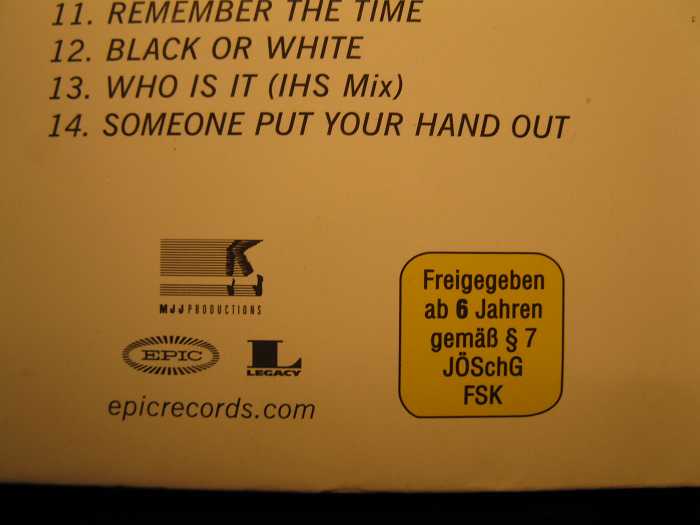 11. REMEMBER THE TIME
12. BLACK OR WHITE
13. WHO IS IT (IHS Mix)
14. SOMEONE PUT YOUR HAND OUT
MJJ PRODUCTIONS
EPIC
L
LEGACY
epicrecords.com
Freigegeben
ab 6 Jahren
gemäß § 7
JÖSchG
FSK